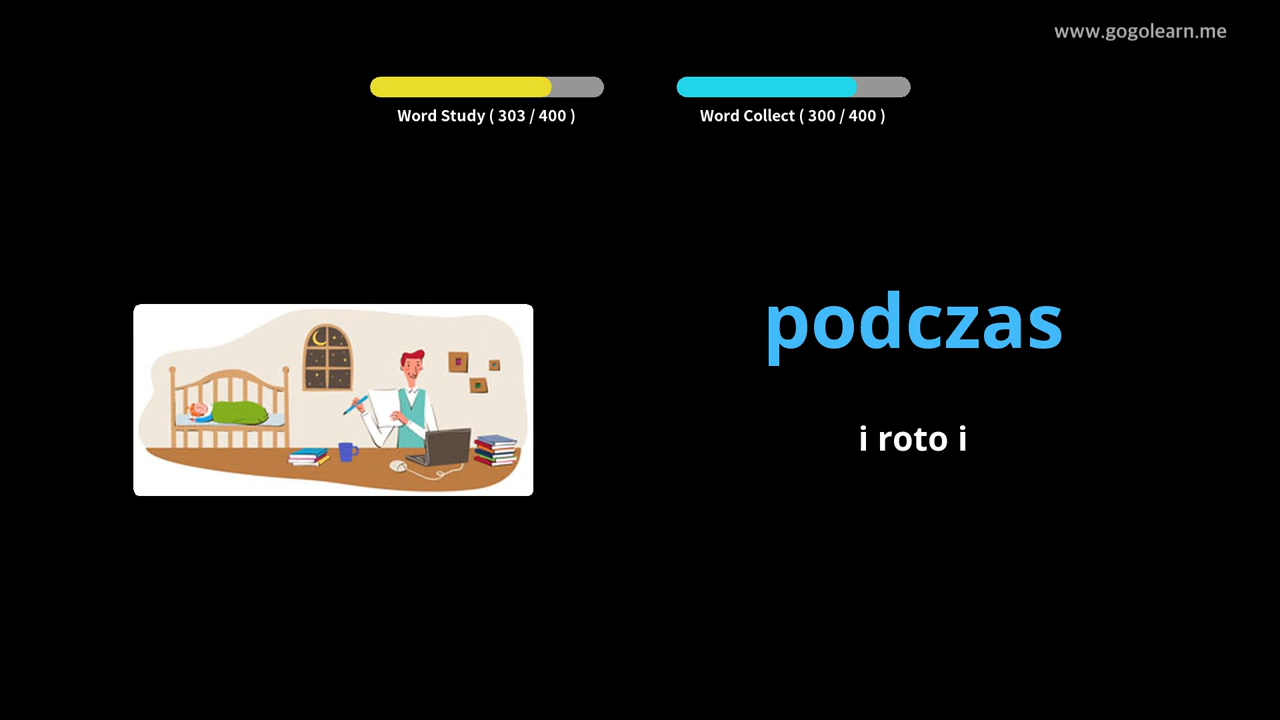 www.gogolearn.me
Word Study ( 303 / 400 )
Word Collect ( 300 / 400 )
podczas
i roto i